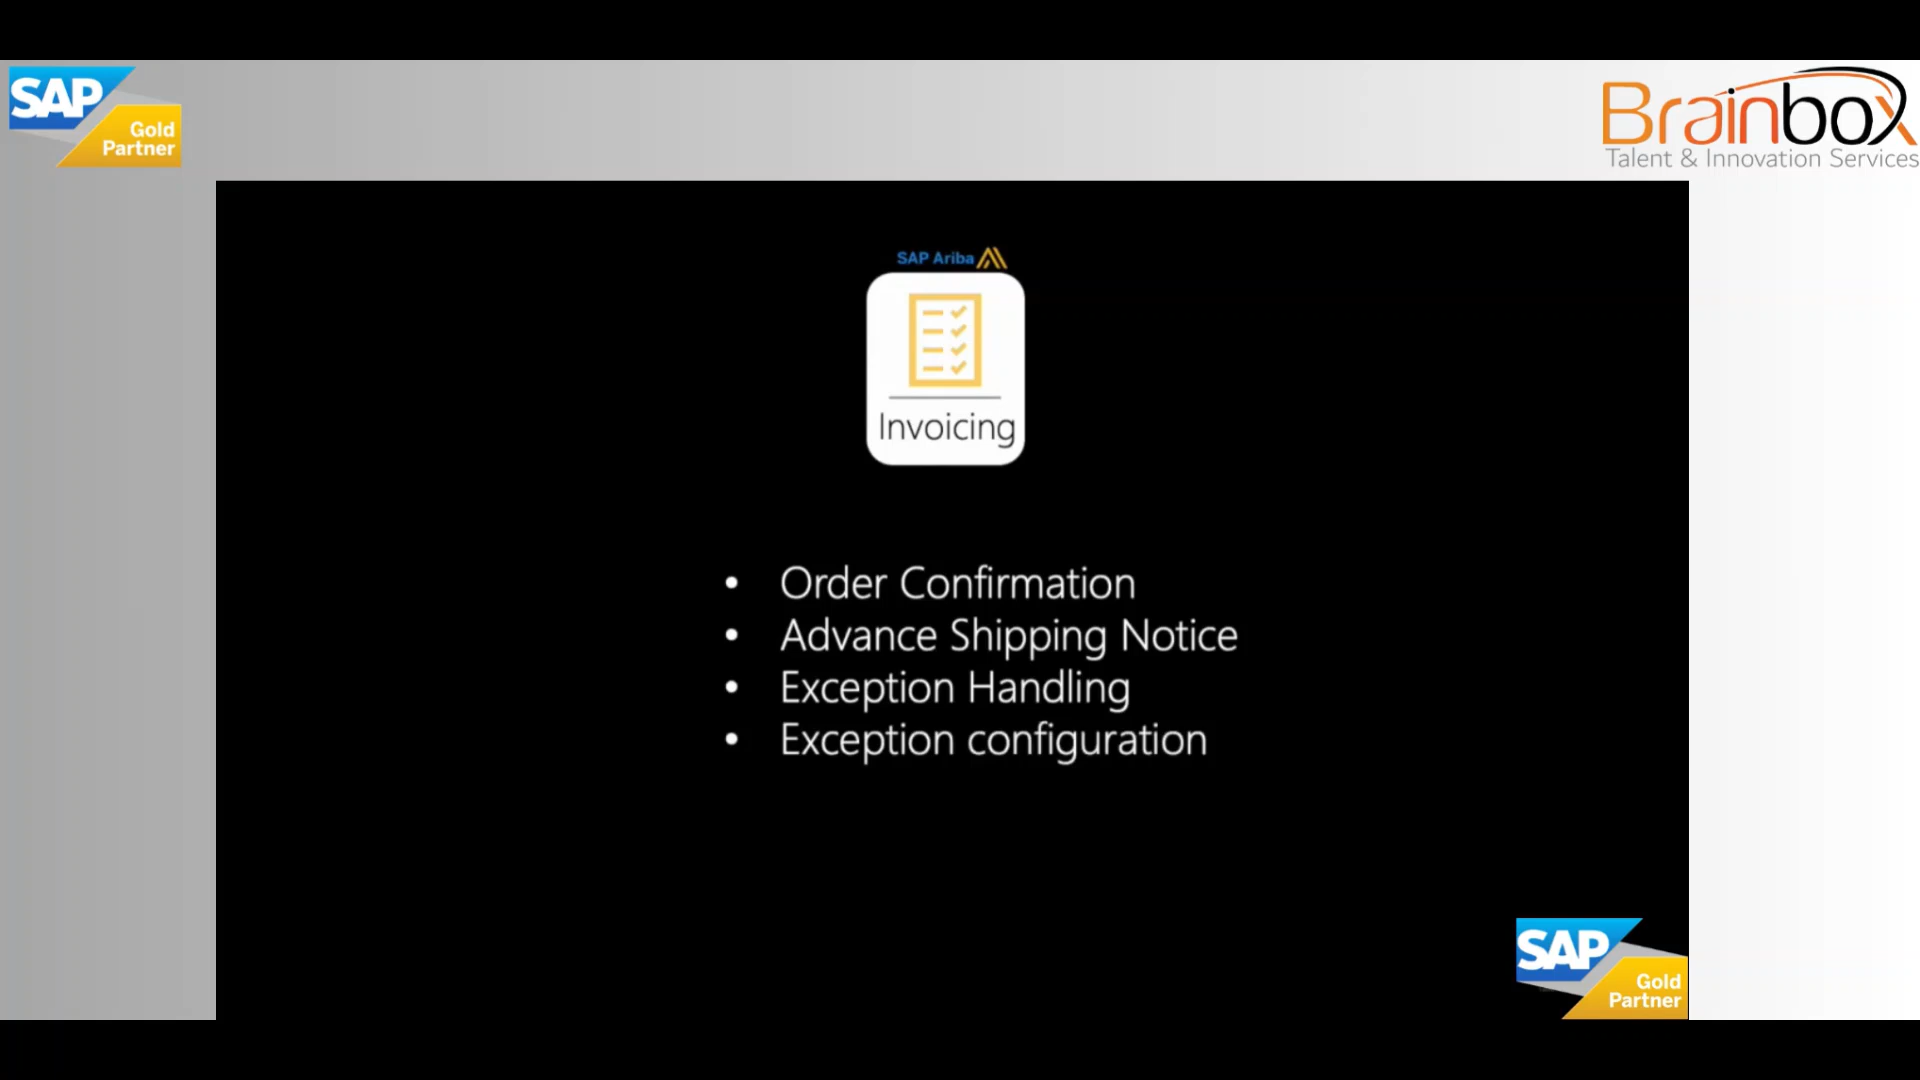 SAP
Gold
Partner
Brainbox
Talent & Innovation Services
SAP Ariba
Invoicing
• Order Confirmation
• Advance Shipping Notice
• Exception Handling
• Exception configuration
SAP
Gold
Partner